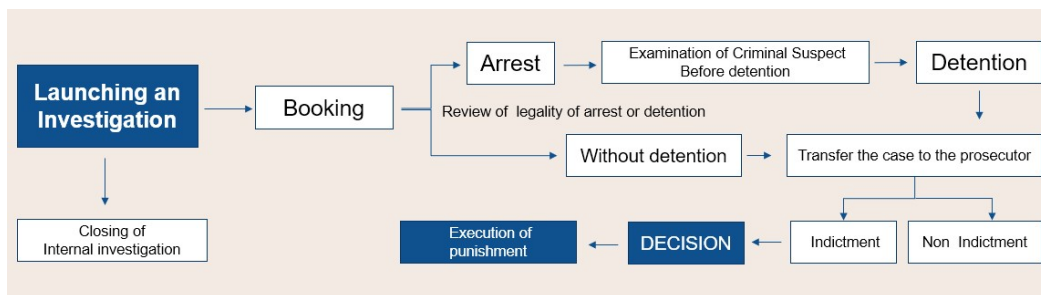 Launching an
Investigation
Booking
Arrest
Examination of Criminal Suspect
Before detention
Detention
Review of legality of arrest or detention
Without detention
Transfer the case to the prosecutor
Closing of
Internal investigation
Execution of
punishment
DECISION
Indictment
Non Indictment